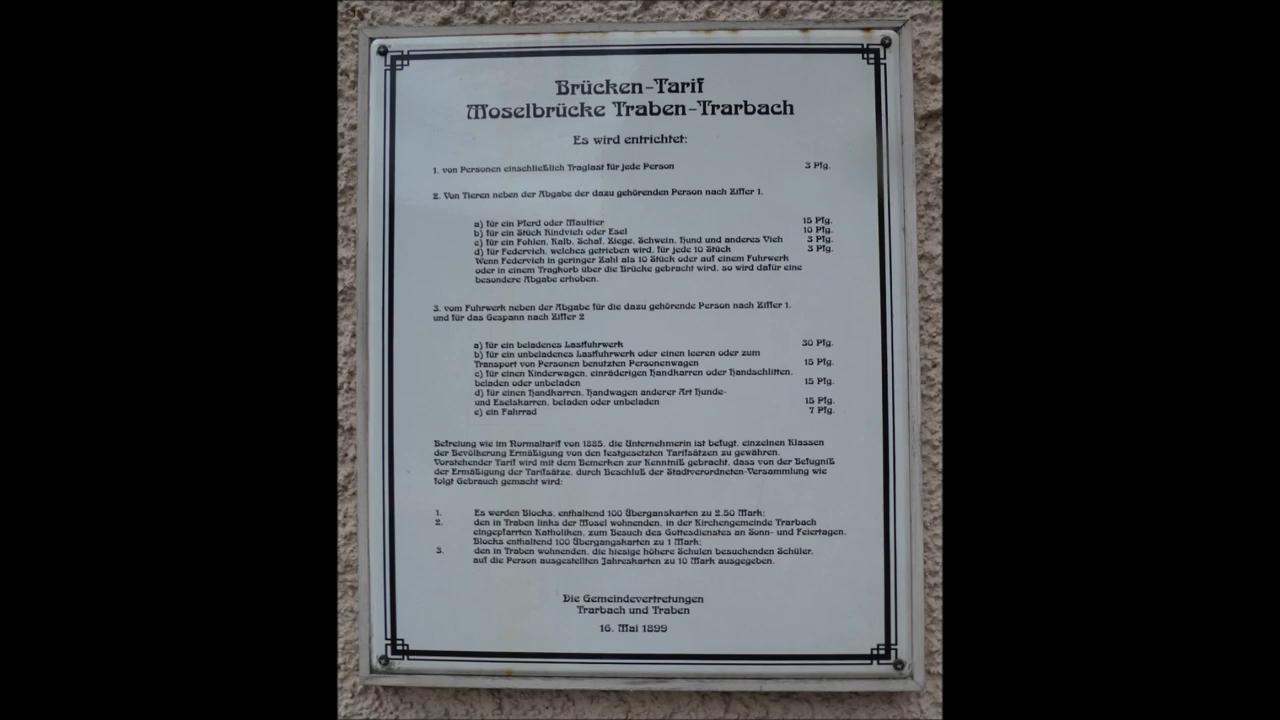 Brücken-Tarif
Moselbrücke Traben-Trarbach
Es wird entrichtet:
1. von Personen einschließlich Traglast für jede Person 3 Pfg.
2. Von Tieren neben der Abgabe der dazu gehörenden Person nach Ziffer 1.
a) für ein Pferd oder Maultier 15 Pfg.
b) für ein Stück Rindvieh oder Esel 10 Pfg.
c) für ein Fohlen, Kalb, Schaf, Ziege, Schwein, Hund und anderes Vieh 3 Pfg.
d) für Federvieh, welches getrieben wird, für jede 10 Stück 3 Pfg.
Wenn Federvieh in geringer Zahl als 10 Stück oder auf einem Fuhrwerk
oder in einem Tragkorb über die Brücke gebracht wird, so wird dafür eine
besondere Abgabe erhoben.
3. vom Fuhrwerk neben der Abgabe für die dazu gehörende Person nach Ziffer 1.
und für das Gespann nach Ziffer 2
a) für ein beladenes Lastfuhrwerk 30 Pfg.
b) für ein unbeladenes Lastfuhrwerk oder einen leeren oder zum
Transport von Personen benutzten Personenwagen 15 Pfg.
c) für einen Kinderwagen, einräderigen Handkarren oder Handschlitten,
beladen oder unbeladen 15 Pfg.
d) für einen Handkarren, Handwagen anderer Art Hunde-
und Eselskarren, beladen oder unbeladen 15 Pfg.
e) ein Fahrrad 7 Pfg.
Befreiung wie im Normaltarif von 1885, die Unternehmerin ist befugt, einzelnen Klassen
der Bevölkerung Ermäßigung von den festgesetzten Tarifsätzen zu gewähren.
Vorstehender Tarif wird mit dem Bemerken zur Kenntniß gebracht, dass von der Befugniß
der Ermäßigung der Tarifsätze, durch Beschluß der Stadtverordneten-Versammlung wie
folgt Gebrauch gemacht wird:
1. Es werden Blocks, enthaltend 100 Überganskarten zu 2,50 Mark;
2. den in Traben links der Mosel wohnenden, in der Kirchengemeinde Trarbach
eingepfarrten Katholiken, zum Besuch des Gottesdienstes an Sonn- und Feiertagen,
Blocks enthaltend 100 Übergangskarten zu 1 Mark;
3. den in Traben wohnenden, die hiesige höhere Schulen besuchenden Schüler,
auf die Person ausgestellten Jahreskarten zu 10 Mark ausgegeben.
Die Gemeindevertretungen
Trarbach und Traben
16. Mai 1899